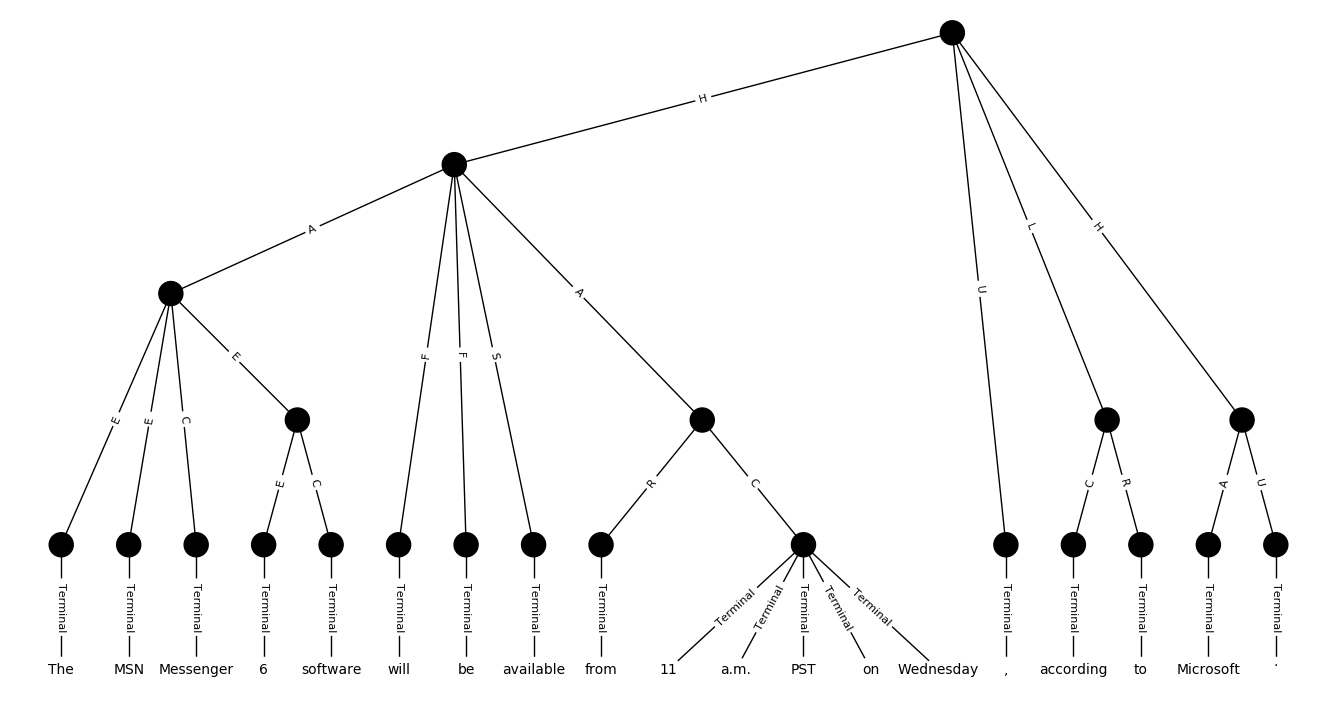 H
A
U
L
H
E
E
C
E
F
F
S
A
E
C
R
C
C
R
A
U
Terminal Terminal Terminal Terminal Terminal Terminal Terminal Terminal Terminal Terminal Terminal Terminal Terminal Terminal Terminal Terminal Terminal Terminal Terminal
The MSN Messenger 6 software will be available from 11 a.m. PST on Wednesday , according to Microsoft .